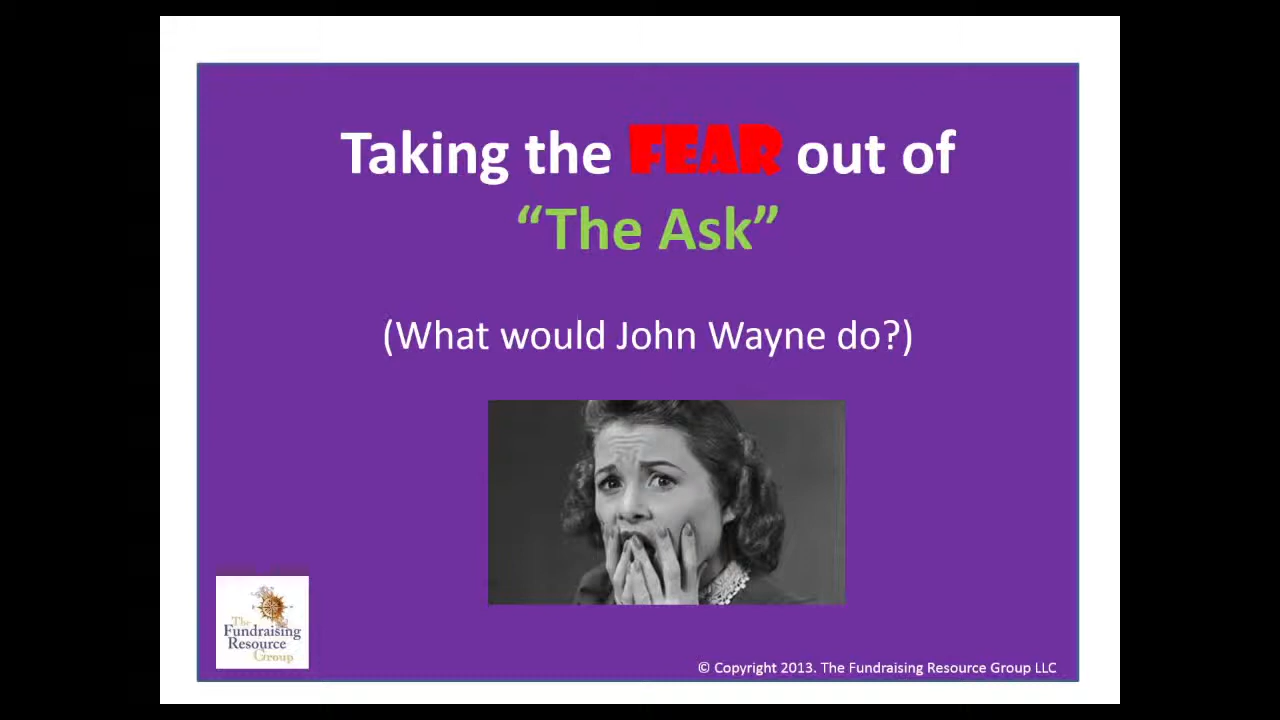 Taking the FEAR out of
“The Ask”
(What would John Wayne do?)
The
Fundraising
Resource
Group
© Copyright 2013. The Fundraising Resource Group LLC